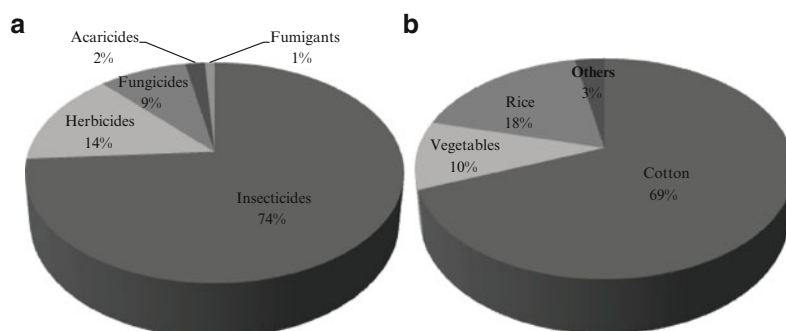 a
Acaricides
2%
Fumigants
1%
Fungicides
9%
Herbicides
14%
Insecticides
74%
b
Others
3%
Rice
18%
Vegetables
10%
Cotton
69%